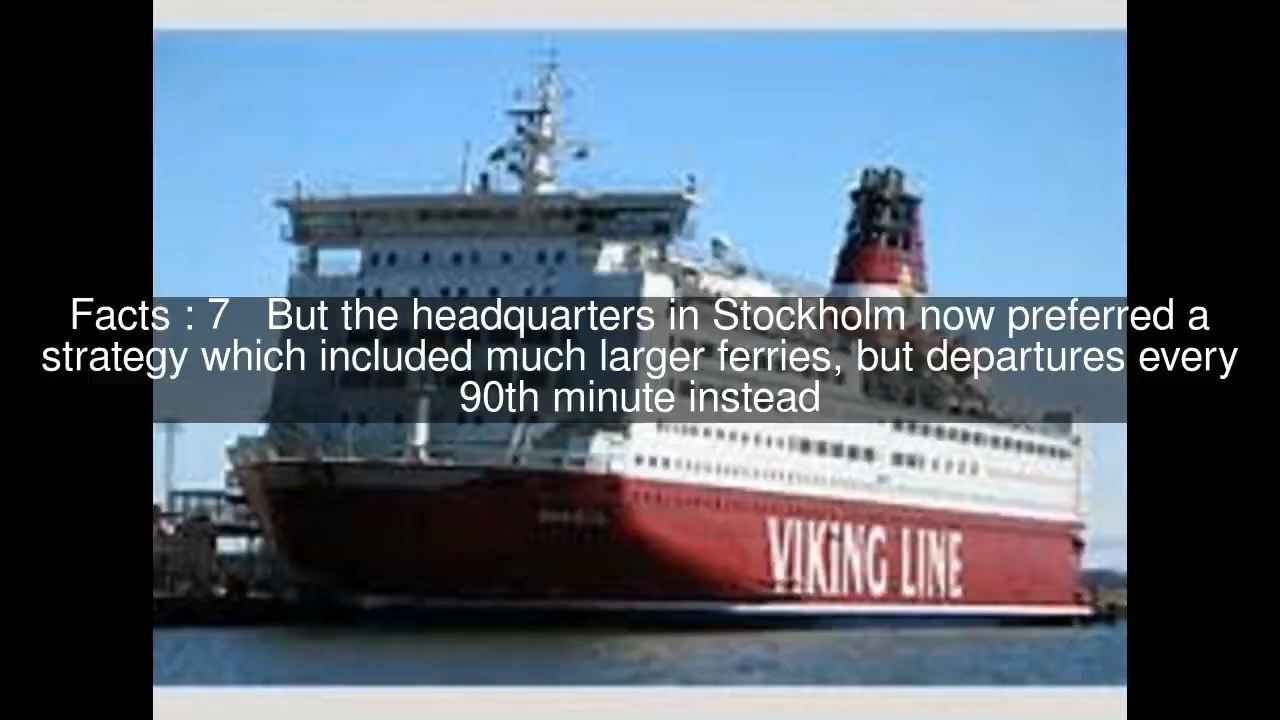 Facts : 7   But the headquarters in Stockholm now preferred a
strategy which included much larger ferries, but departures every
90th minute instead
VIKiNG LINE